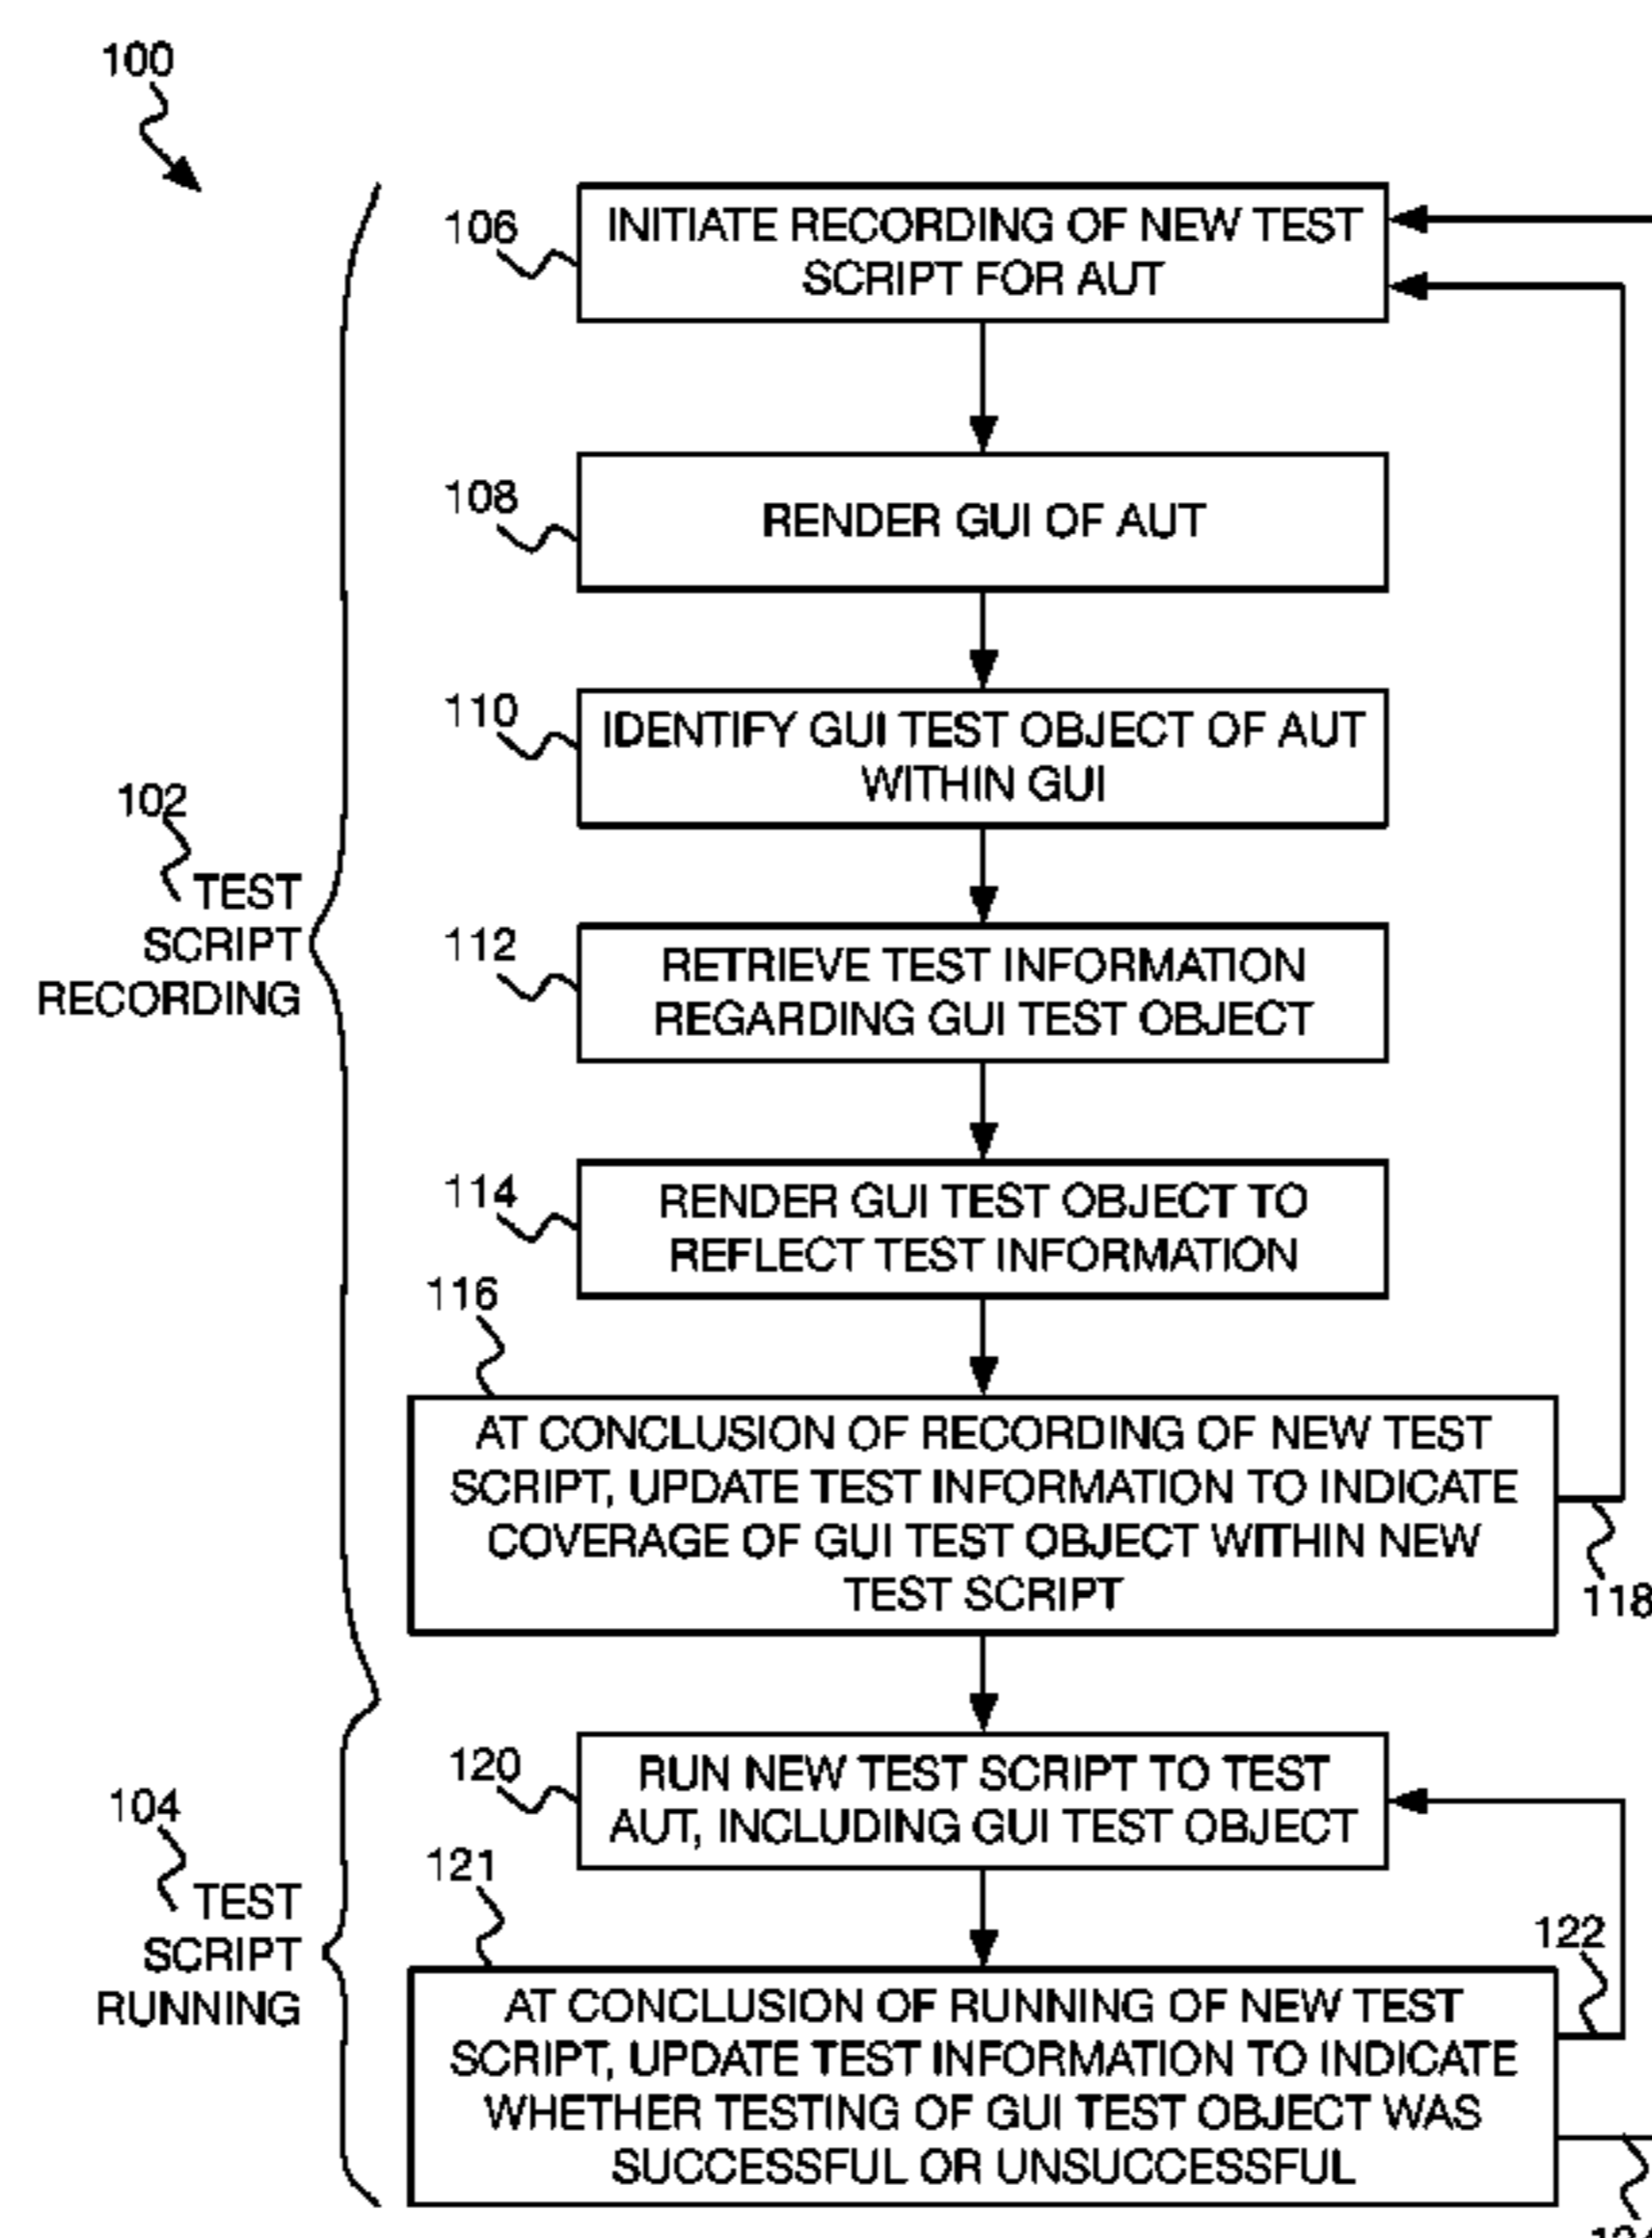 100
106
INITIATE RECORDING OF NEW TEST
SCRIPT FOR AUT
108
RENDER GUI OF AUT
110
IDENTIFY GUI TEST OBJECT OF AUT
WITHIN GUI
102
TEST
SCRIPT
RECORDING
112
RETRIEVE TEST INFORMATION
REGARDING GUI TEST OBJECT
114
RENDER GUI TEST OBJECT TO
REFLECT TEST INFORMATION
116
AT CONCLUSION OF RECORDING OF NEW TEST
SCRIPT, UPDATE TEST INFORMATION TO INDICATE
COVERAGE OF GUI TEST OBJECT WITHIN NEW
TEST SCRIPT
118
120
RUN NEW TEST SCRIPT TO TEST
AUT, INCLUDING GUI TEST OBJECT
104
TEST
SCRIPT
RUNNING
121
122
AT CONCLUSION OF RUNNING OF NEW TEST
SCRIPT, UPDATE TEST INFORMATION TO INDICATE
WHETHER TESTING OF GUI TEST OBJECT WAS
SUCCESSFUL OR UNSUCCESSFUL